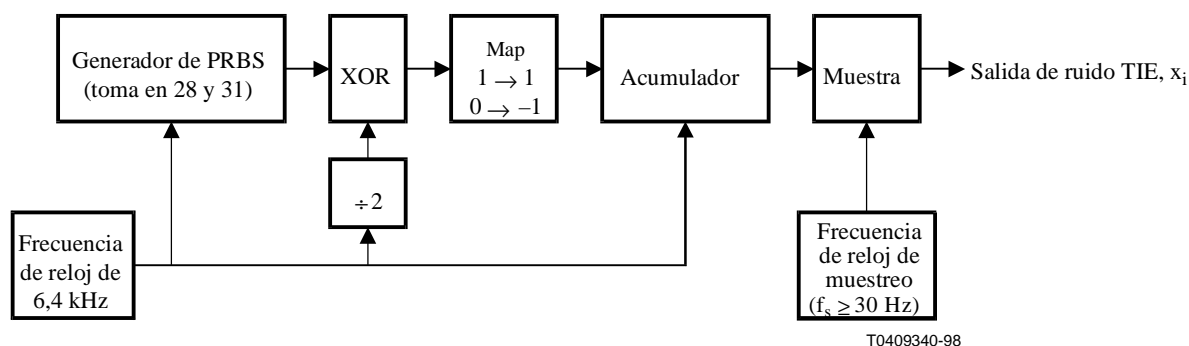 Generador de PRBS
(toma en 28 y 31)
XOR
Map
1 → 1
0 → –1
Acumulador
Muestra
Salida de ruido TIE, xi
÷2
Frecuencia
de reloj de
6,4 kHz
Frecuencia
de reloj de
muestreo
(fs ≥ 30 Hz)
T0409340-98